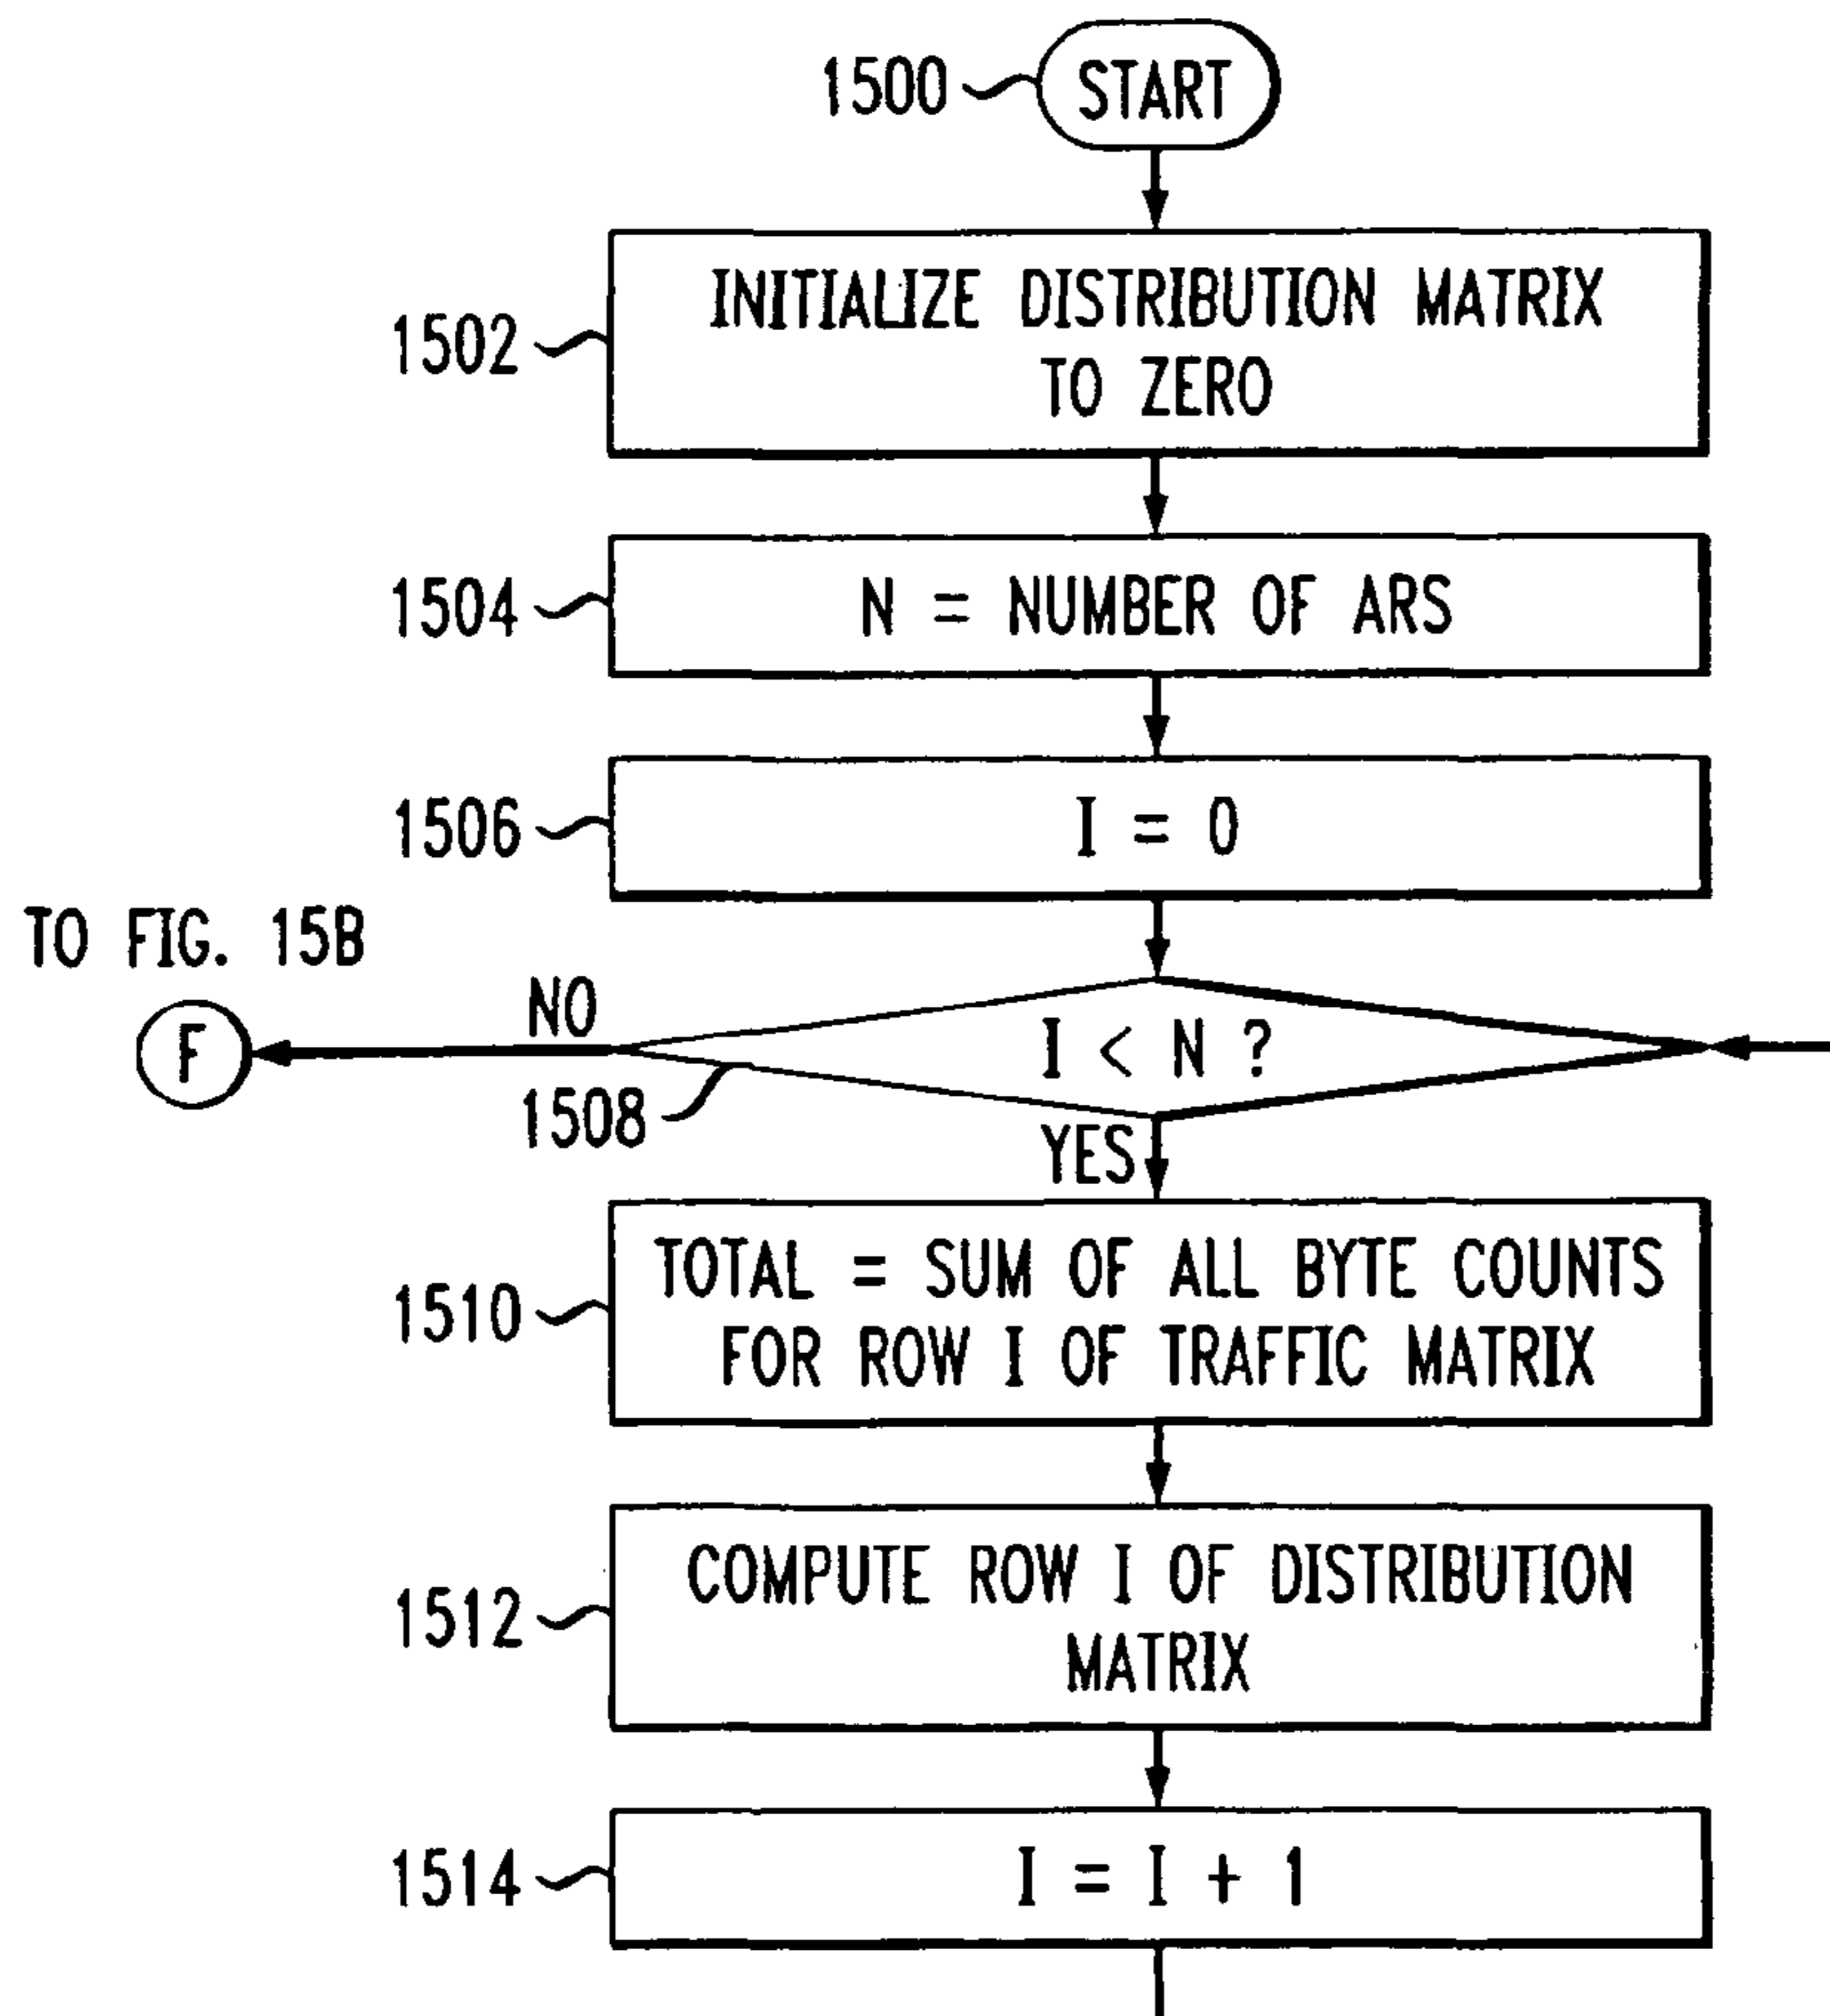 1500
START
1502
INITIALIZE DISTRIBUTION MATRIX
TO ZERO
1504
N = NUMBER OF ARS
1506
I = 0
TO FIG. 15B
F
NO
I < N ?
1508
YES
1510
TOTAL = SUM OF ALL BYTE COUNTS
FOR ROW I OF TRAFFIC MATRIX
1512
COMPUTE ROW I OF DISTRIBUTION
MATRIX
1514
I = I + 1